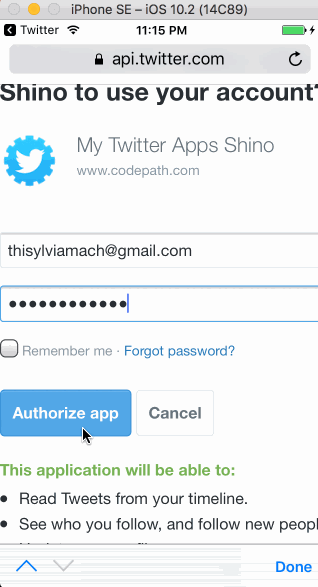 iPhone SE – iOS 10.2 (14C89)
Twitter 11:15 PM
api.twitter.com
Shino to use your account?
My Twitter Apps Shino
www.codepath.com
thisylviamach@gmail.com
••••••••••••
Remember me · Forgot password?
Authorize app Cancel
This application will be able to:
• Read Tweets from your timeline.
• See who you follow, and follow new peopl
Done